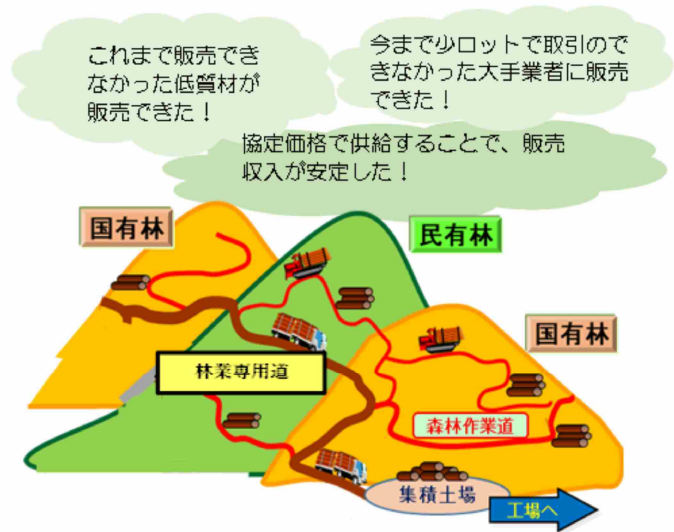 これまで販売でき
なかった低質材が
販売できた！
今まで少ロットで取引ので
きなかった大手業者に販売
できた！
協定価格で供給することで、販売
収入が安定した！
国有林
民有林
国有林
林業専用道
森林作業道
集積土場
工場へ